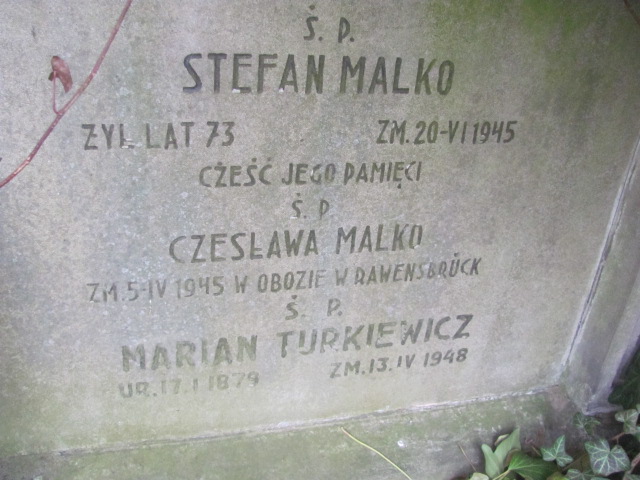 Ś. P.
STEFAN MALKO
ŻYŁ LAT 73 ZM. 20-VI 1945
CZEŚĆ JEGO PAMIĘCI
Ś. P
CZESŁAWA MALKO
ZM. 5-IV 1945 W OBOZIE W RAWENSBRÜCK
Ś. P.
MARIAN TURKIEWICZ
UR. 17. I 1879 ZM. 13. IV 1948